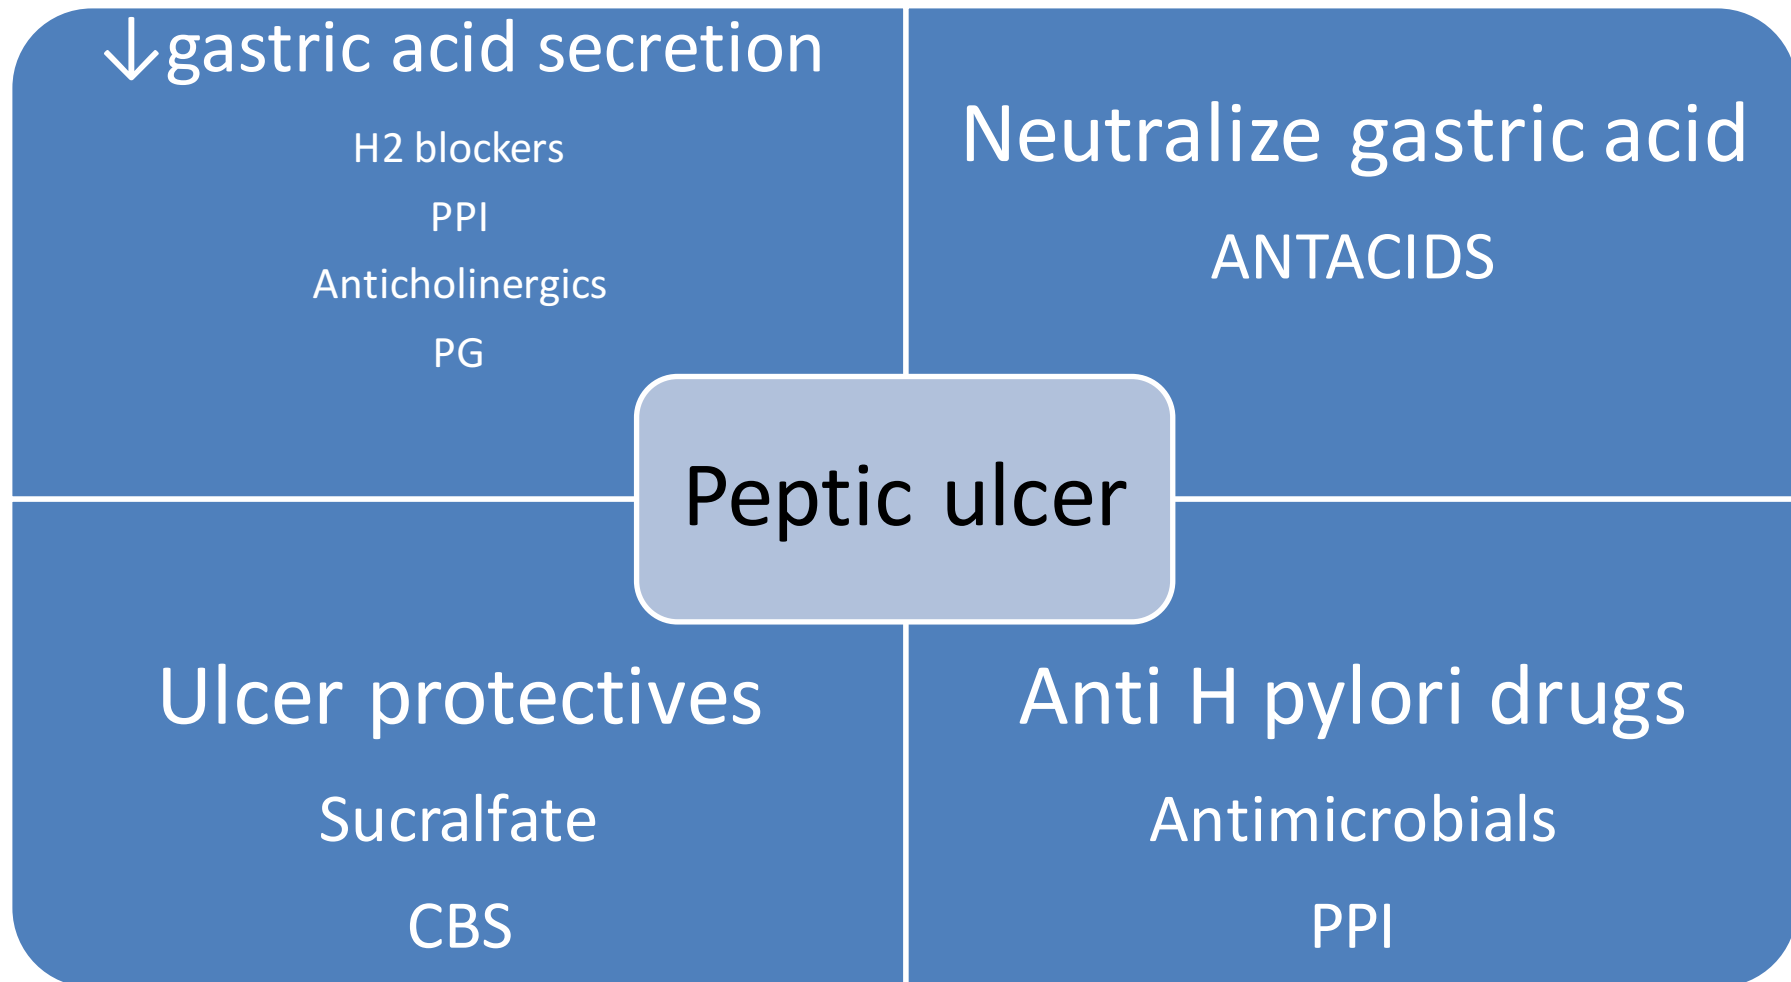 ↓gastric acid secretion
H2 blockers
PPI
Anticholinergics
PG
Neutralize gastric acid
ANTACIDS
Peptic ulcer
Ulcer protectives
Sucralfate
CBS
Anti H pylori drugs
Antimicrobials
PPI